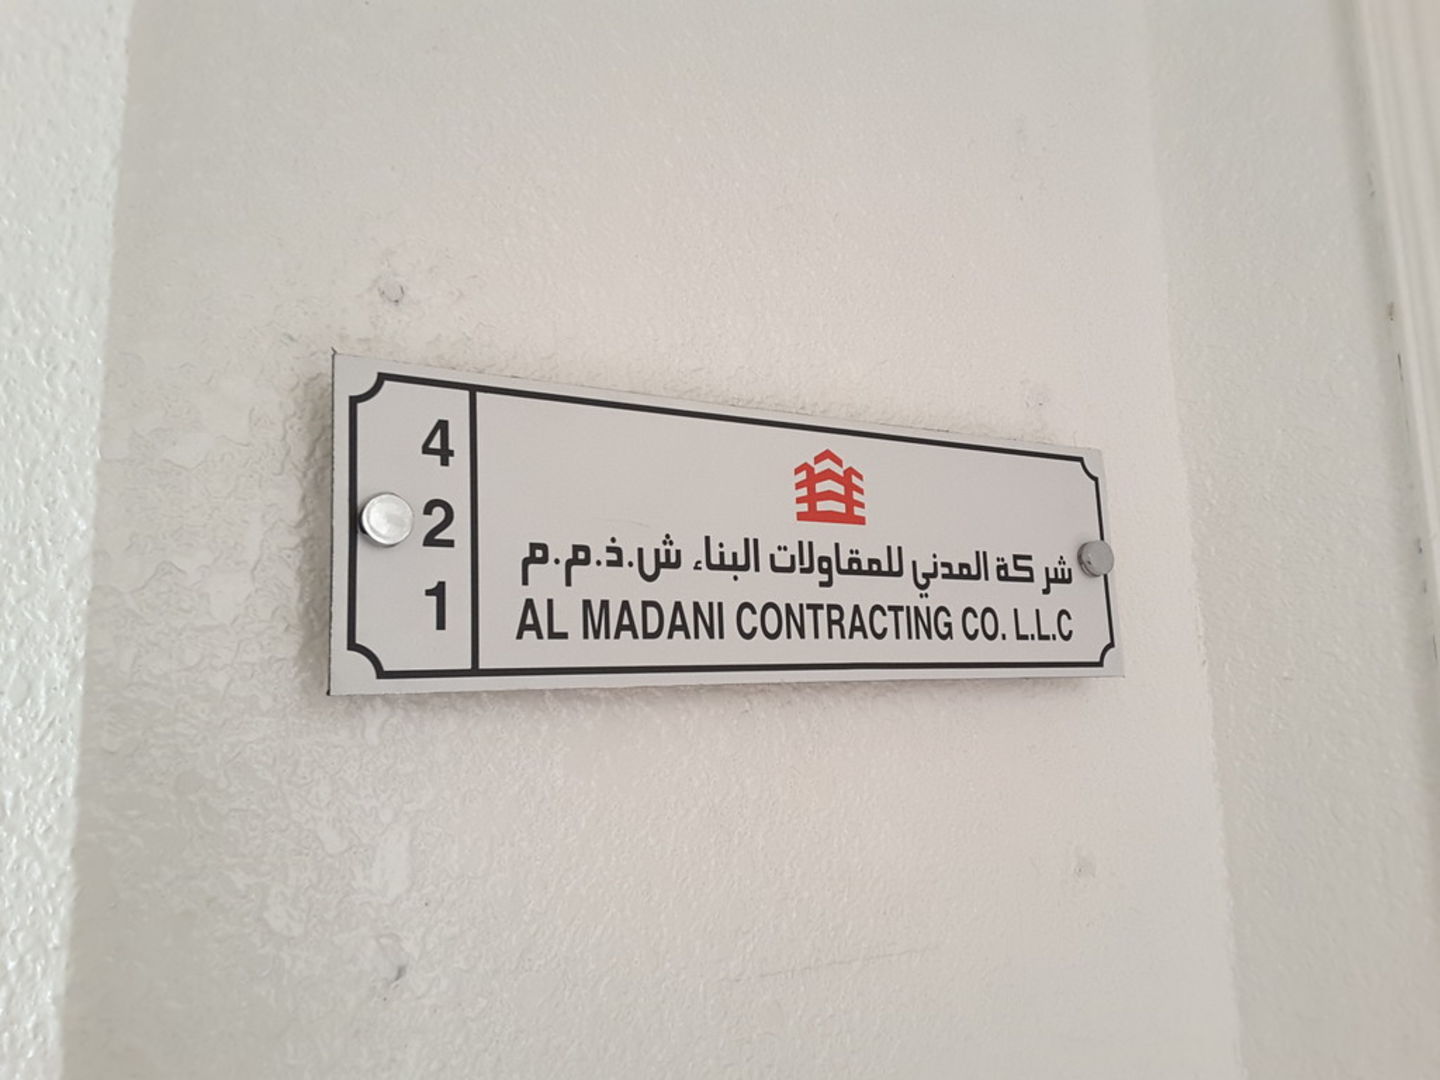 4
2
1
شركة المدني للمقاولات البناء ش.ذ.م.م
AL MADANI CONTRACTING CO. L.L.C